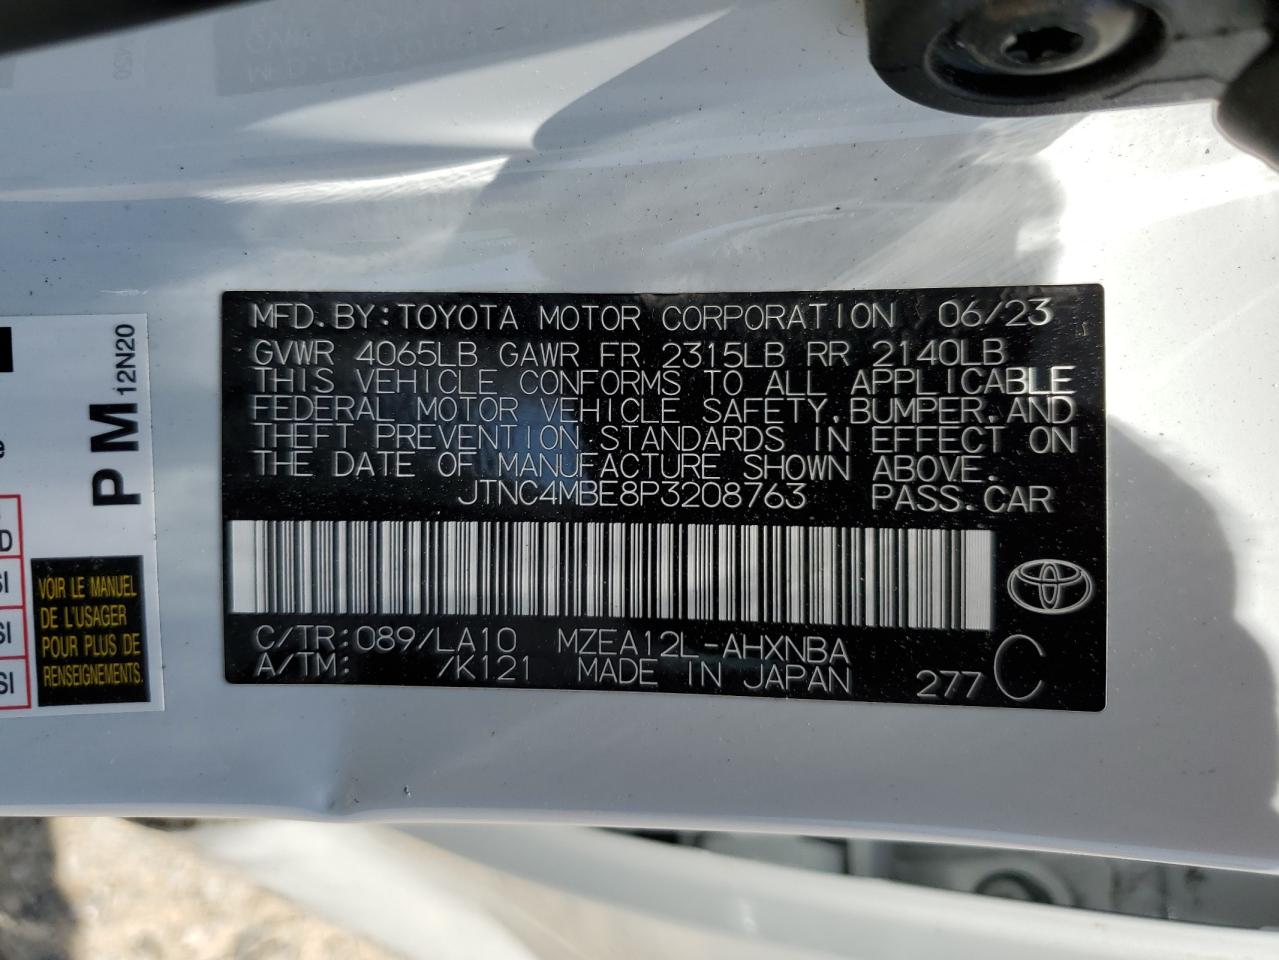 MFD.BY:TOYOTA MOTOR CORPORATION 06/23
GVWR 4065LB GAWR FR 2315LB RR 2140LB
THIS VEHICLE CONFORMS TO ALL APPLICABLE
FEDERAL MOTOR VEHICLE SAFETY,BUMPER,AND
THEFT PREVENTION STANDARDS IN EFFECT ON
THE DATE OF MANUFACTURE SHOWN ABOVE.
JTNC4MBE8P3208763 PASS.CAR
C/TR:089/LA10 MZEA12L-AHXNBA
A/TM: /K121 MADE IN JAPAN 277 C
PM 12N20
e
D
SI
SI
SI
VOIR LE MANUEL
DE L'USAGER
POUR PLUS DE
RENSEIGNEMENTS.